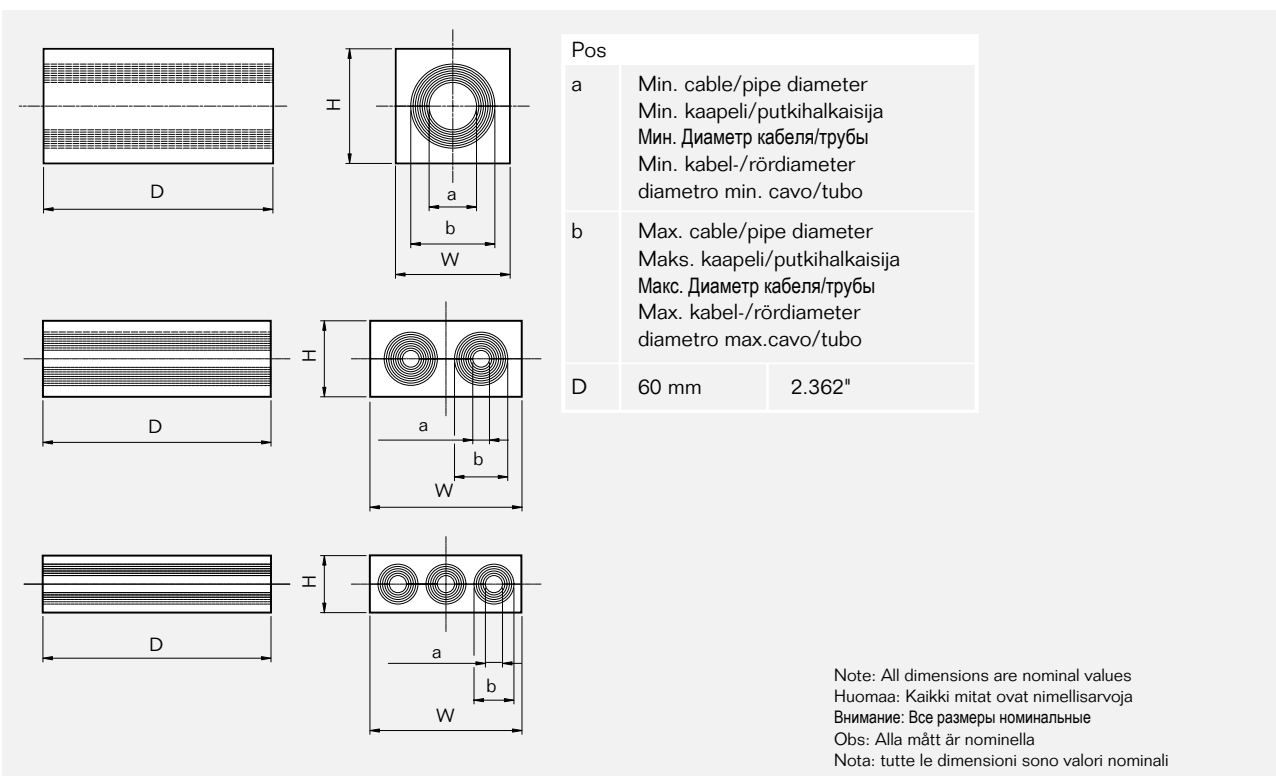 H
D
a
b
W
H
D
a
b
W
H
D
a
b
W
Pos
a
Min. cable/pipe diameter
Min. kaapeli/putkihalkaisija
Мин. Диаметр кабеля/трубы
Min. kabel-/rördiameter
diametro min. cavo/tubo
b
Max. cable/pipe diameter
Maks. kaapeli/putkihalkaisija
Макс. Диаметр кабеля/трубы
Max. kabel-/rördiameter
diametro max.cavo/tubo
D 60 mm 2.362"
Note: All dimensions are nominal values
Huomaa: Kaikki mitat ovat nimellisarvoja
Внимание: Все размеры номинальные
Obs: Alla mått är nominella
Nota: tutte le dimensioni sono valori nominali